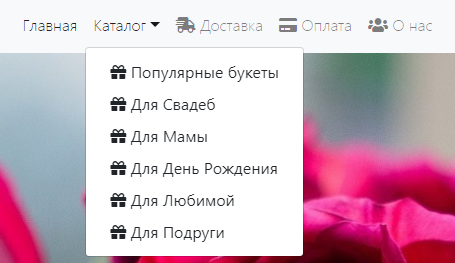 Главная Каталог Доставка Оплата О нас
Популярные букеты
Для Свадеб
Для Мамы
Для День Рождения
Для Любимой
Для Подруги